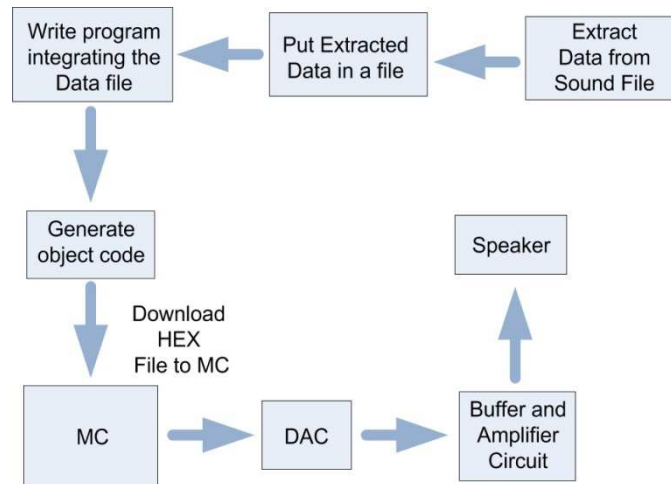 Write program
integrating the
Data file
Put Extracted
Data in a file
Extract
Data from
Sound File
Generate
object code
Speaker
Download
HEX
File to MC
MC
DAC
Buffer and
Amplifier
Circuit